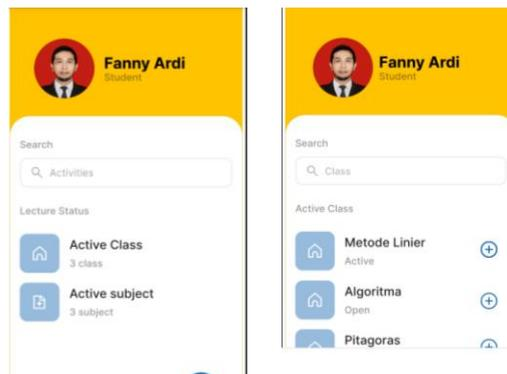 Fanny Ardi
Student
Search
Activities
Lecture Status
Active Class
3 class
Active subject
3 subject
Fanny Ardi
Student
Search
Class
Active Class
Metode Linier
Active
Algoritma
Open
Pitagoras